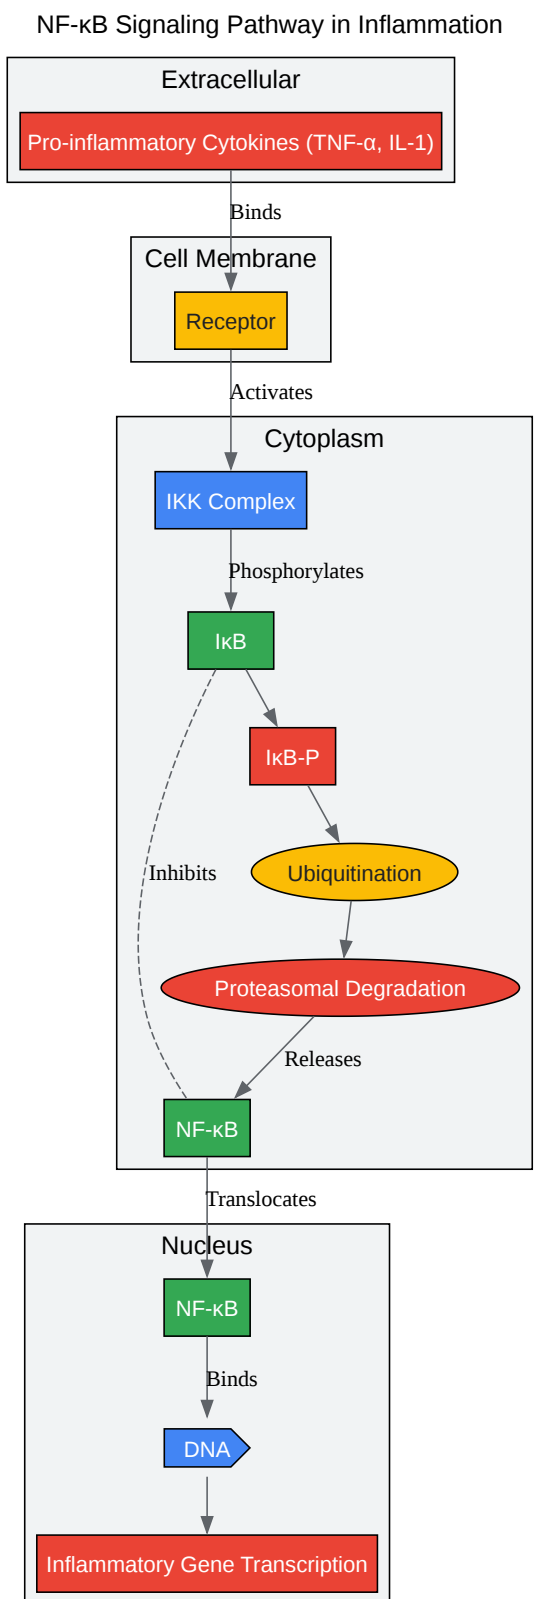 NF-κB Signaling Pathway in Inflammation
Extracellular
Pro-inflammatory Cytokines (TNF-α, IL-1)
Binds
Cell Membrane
Receptor
Activates
Cytoplasm
IKK Complex
Phosphorylates
IκB
IκB-P
Ubiquitination
Inhibits
Proteasomal Degradation
Releases
NF-κB
Translocates
Nucleus
NF-κB
Binds
DNA
Inflammatory Gene Transcription